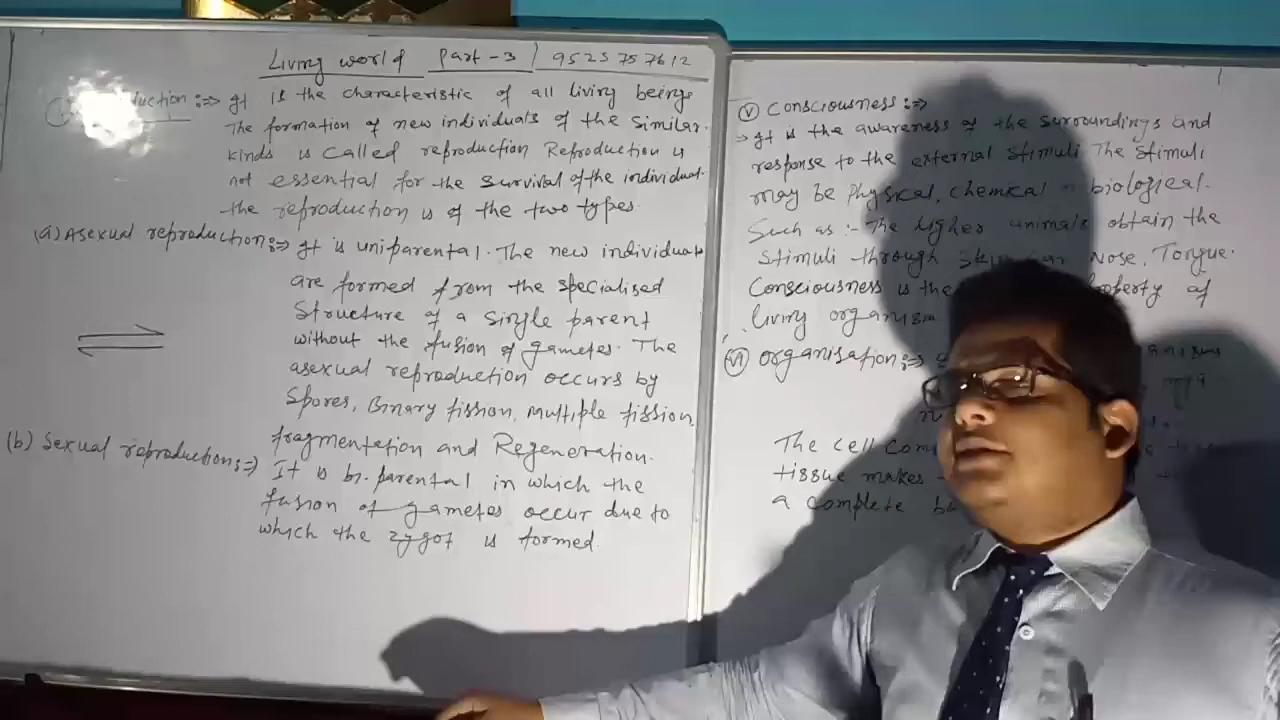 Living world Part-3 / 9525757612
uction :⇒ It is the characteristic of all living beings
The formation of new individuals of the similar.
kinds is called reproduction Reproduction is
not essential for the survival of the individual.
the reproduction is of the two types.
(a) Asexual reproduction :⇒ It is uniparental. The new individuals
are formed from the specialised
Structure of a single parent
without the fusion of gametes. The
asexual reproduction occurs by
Spores, Binary fission, Multiple fission,
fragmentation and Regeneration.
(b) Sexual reproduction :⇒ It is bi-parental in which the
fusion of gametes occur due to
which the zygot is formed.
(v) Consciousness :⇒
⇒ It is the awareness of the surroundings and
response to the external stimuli The stimuli
may be Physical, chemical biological.
Such as :- The higher animals obtain the
Stimuli through Skin Nose, Tongue.
Consciousness is the property of
living organism
(vi) organisation :⇒
The cell
tissue makes
a complete